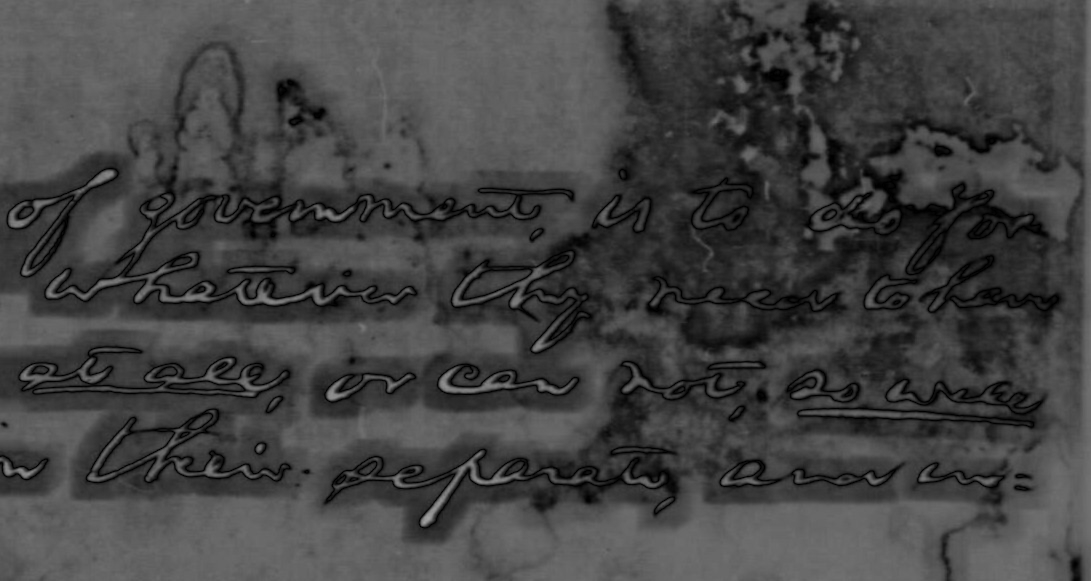 of government, is to do for
whatever they need to have
at all, or can not, so well
n their separate, and in=